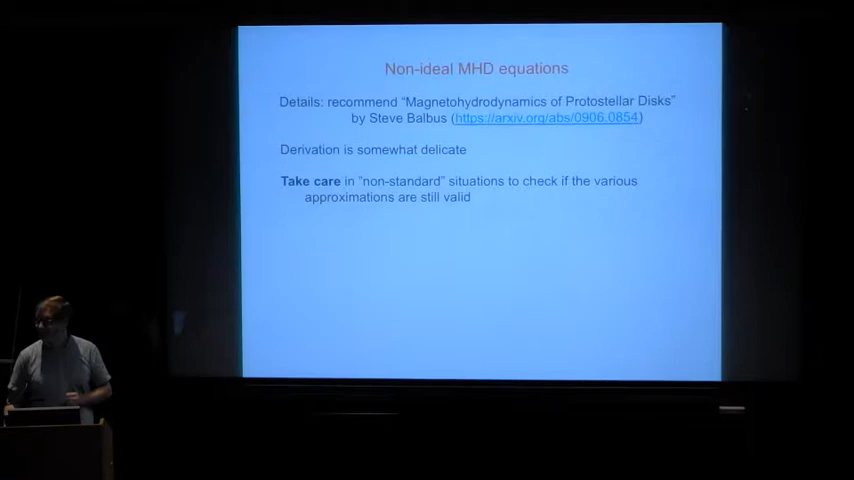 Non-ideal MHD equations
Details: recommend “Magnetohydrodynamics of Protostellar Disks”
by Steve Balbus (https://arxiv.org/abs/0906.0854)
Derivation is somewhat delicate
Take care in ”non-standard” situations to check if the various
approximations are still valid